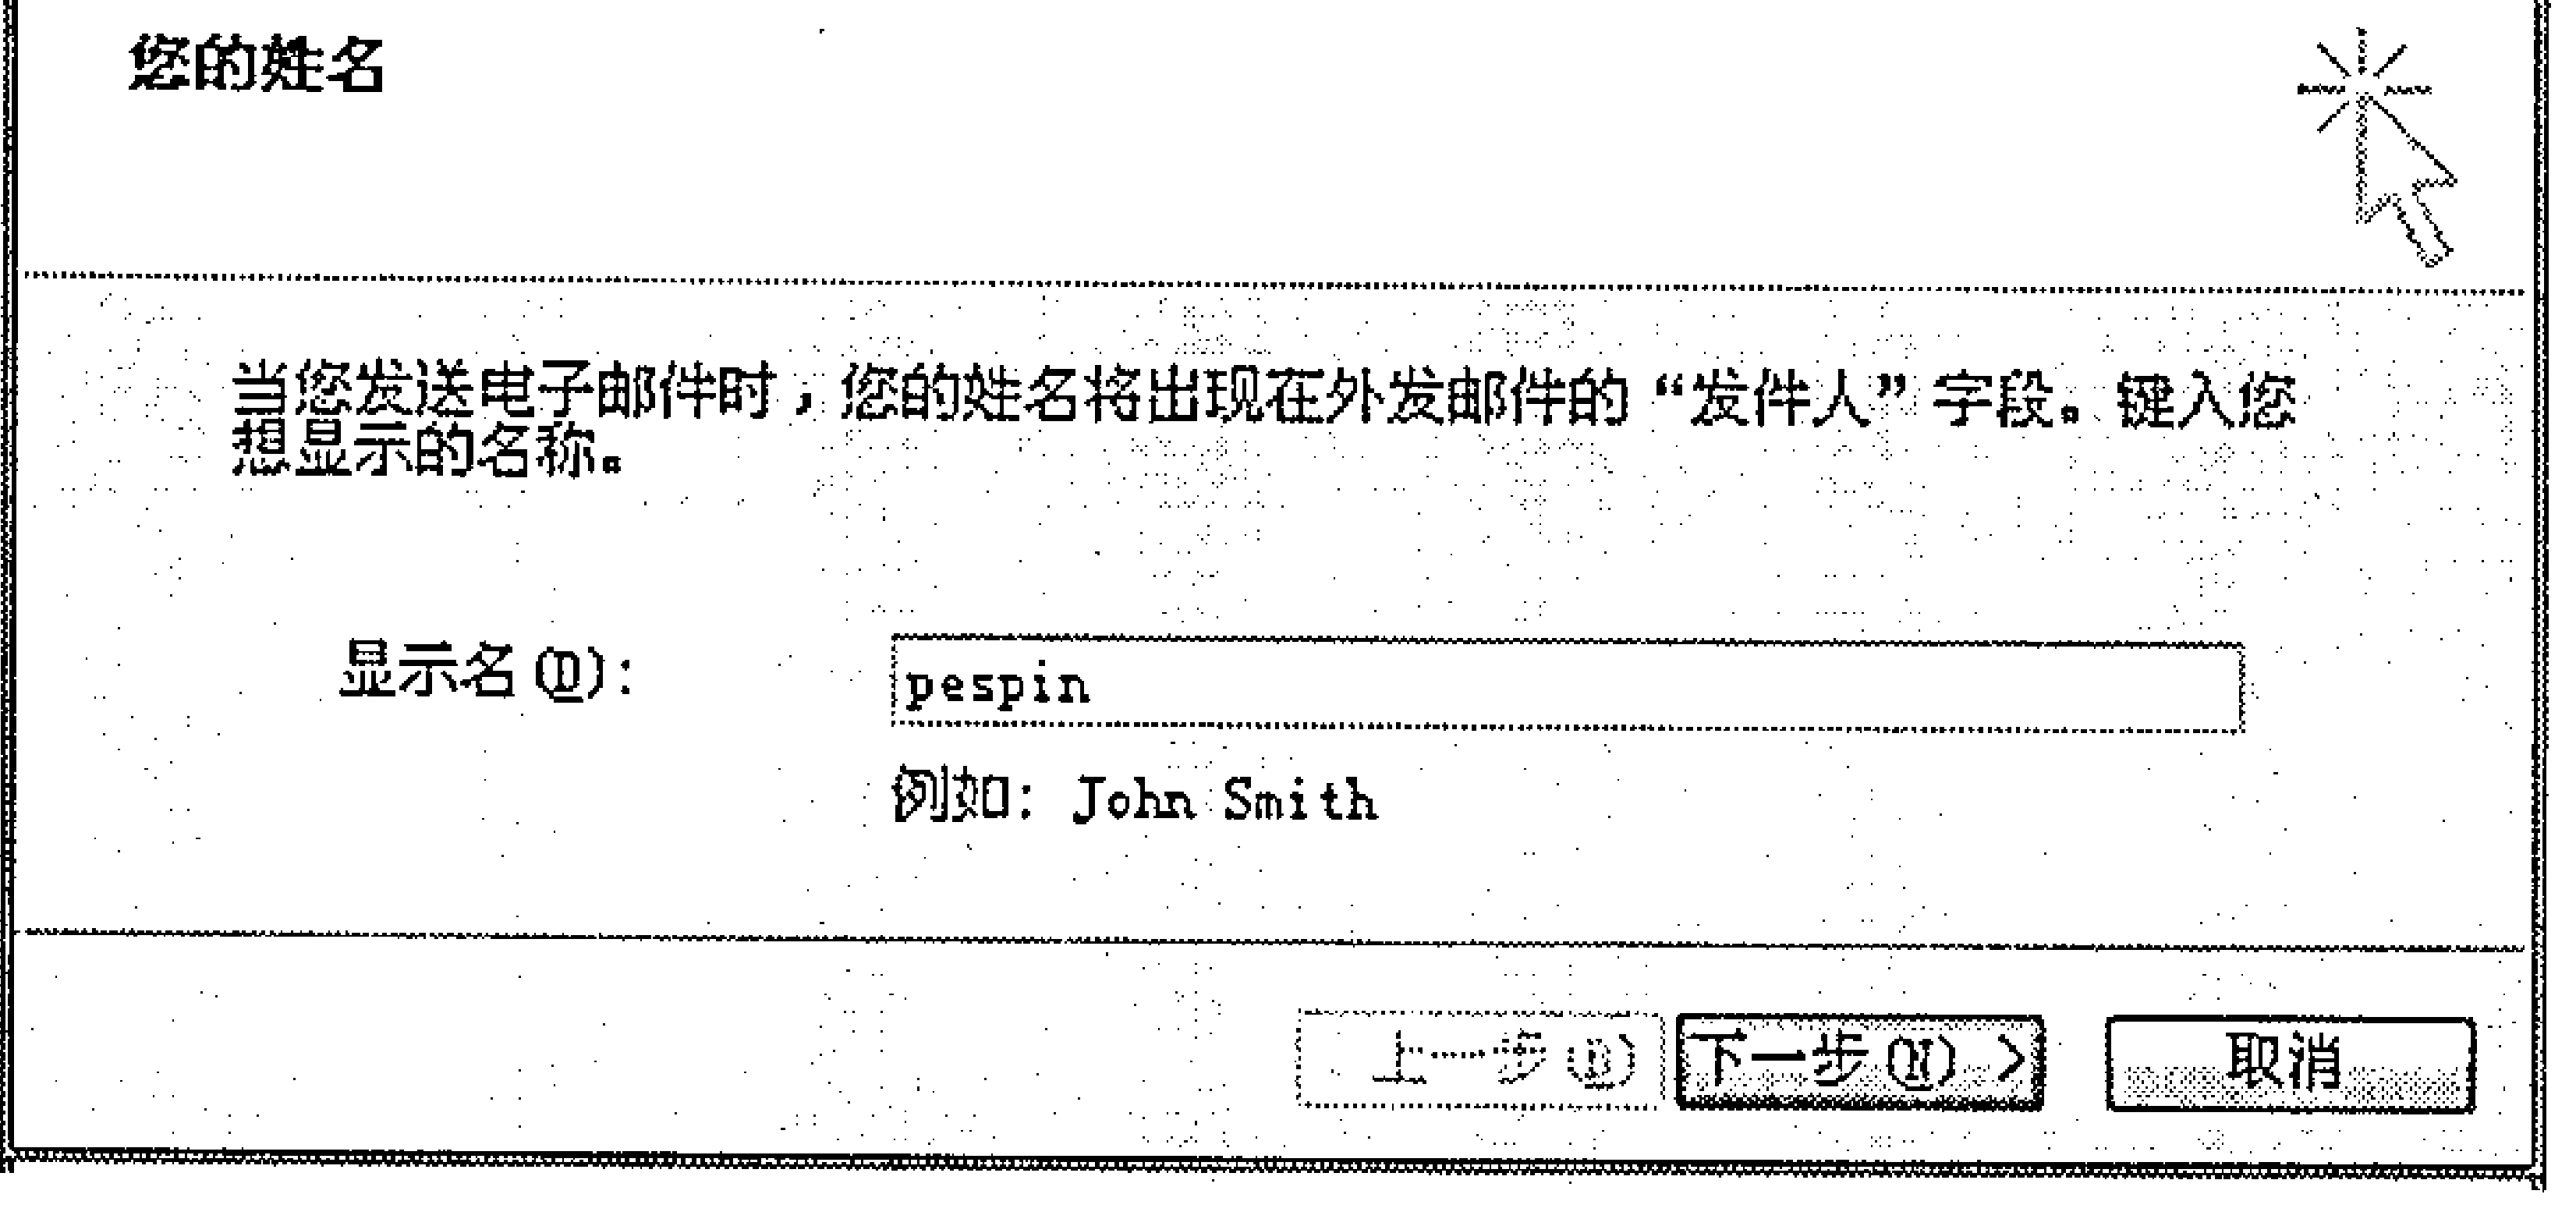 您的姓名
当您发送电子邮件时，您的姓名将出现在外发邮件的“发件人”字段。键入您
想显示的名称。
显示名(D):
pespin
例如: John Smith
上一步(B)
下一步(N) >
取消